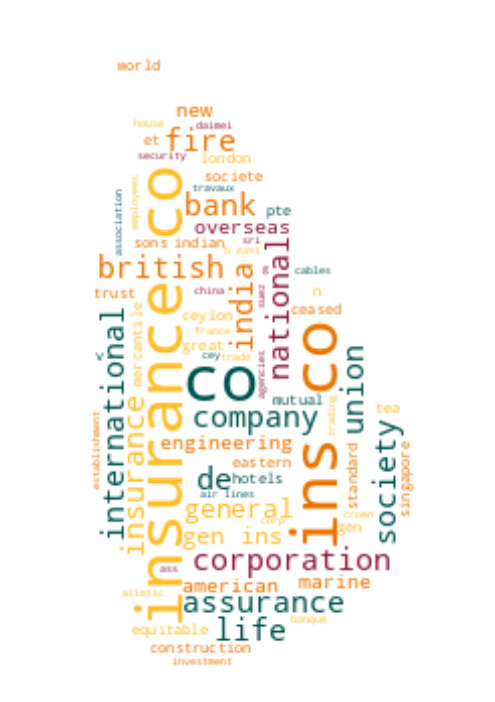 world
new
house
daimei
et
fire
security
london
societe
travaux
employees
association
bank
pte
overseas
sri
sons
indian
o east
british
cables
china
suez
india
national
trust
n
ceased
ceylon
france
great
cey
trade
agencies
mercantile
international
insurance co
co
ins co
mutual
company
trading
union
tea
engineering
eastern
establishment
insurance
de
hotels
air lines
standard
singapore
society
general
corp
crown
gen
gen ins
corporation
ass
american
marine
asiatic
assurance
banque
equitable
life
construction
investment